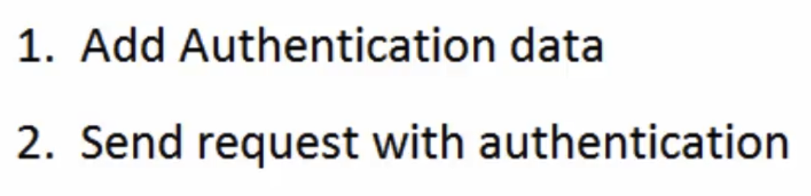 1. Add Authentication data
2. Send request with authentication